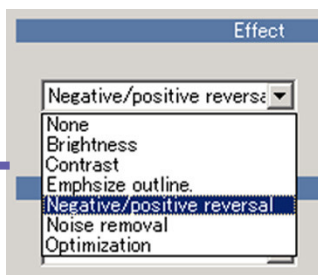 Effect
Negative/positive reversa
None
Brightness
Contrast
Emphsize outline.
Negative/positive reversal
Noise removal
Optimization